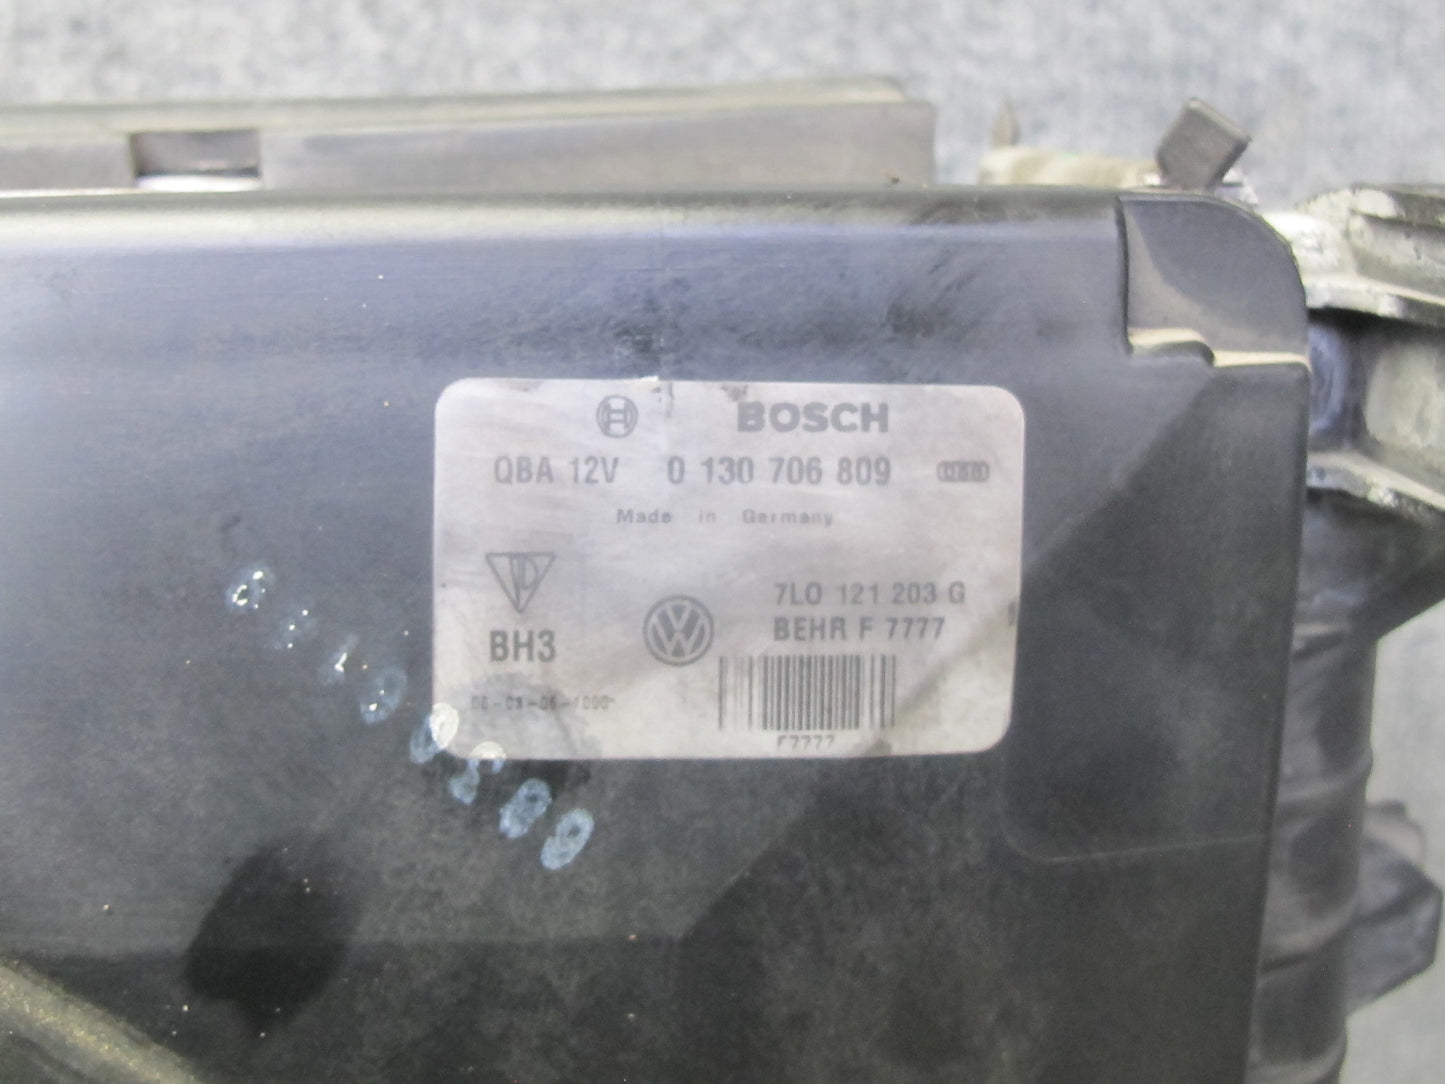 BOSCH
QBA 12V 0 130 706 809
Made in Germany
7L0 121 203 G
BH3
BEHR F 7777
F7777